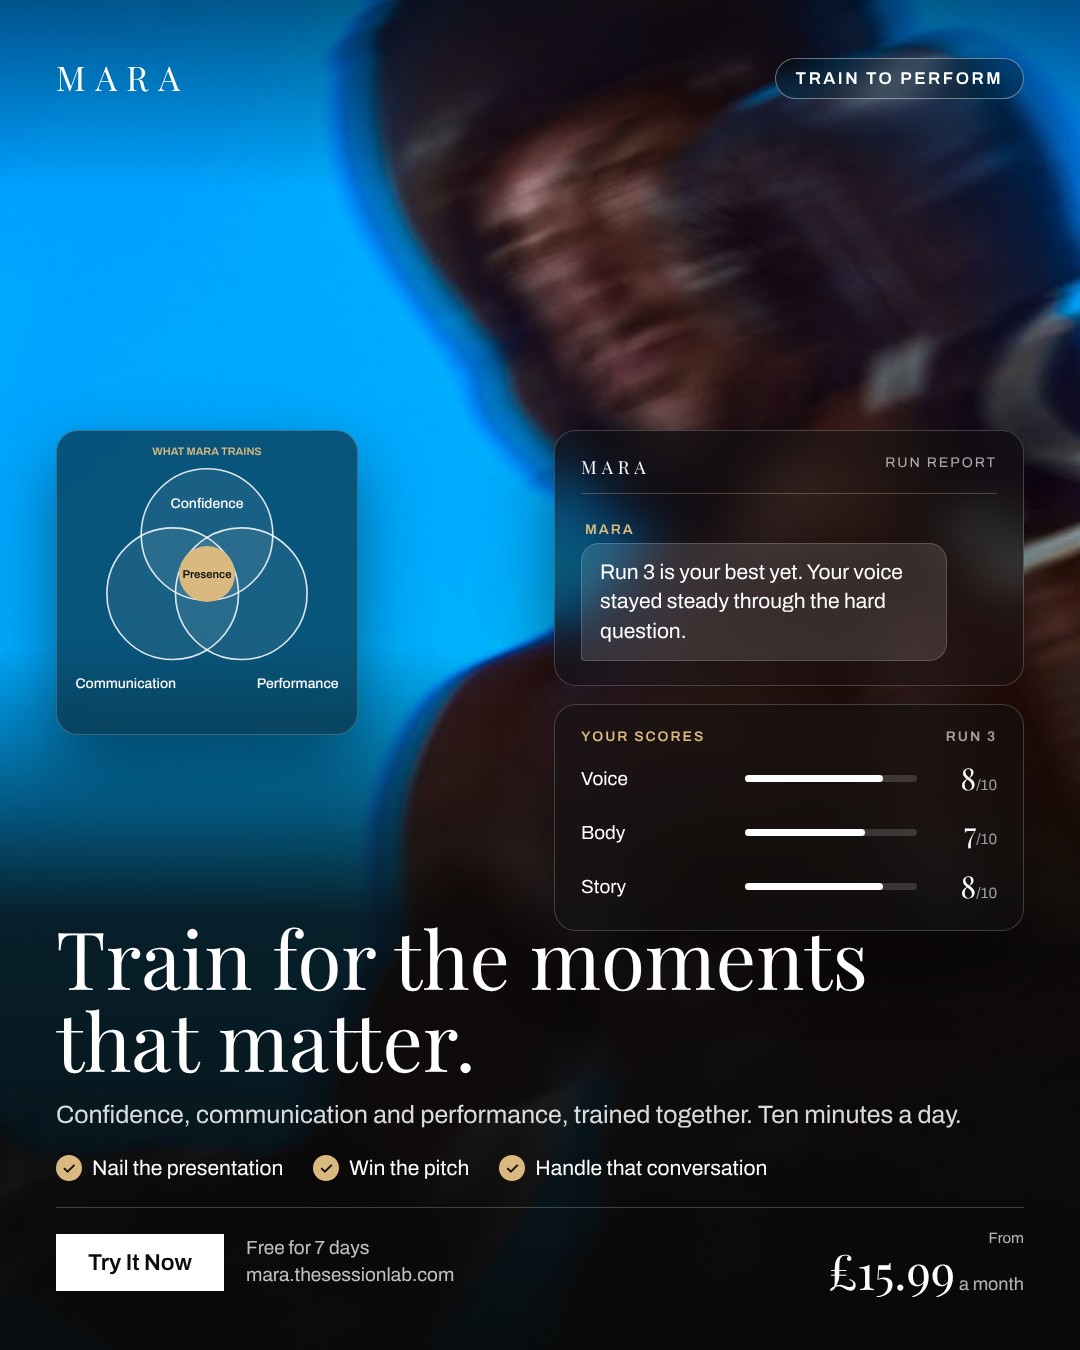 MARA
TRAIN TO PERFORM
WHAT MARA TRAINS
Confidence
Presence
Communication
Performance
MARA
RUN REPORT
MARA
Run 3 is your best yet. Your voice
stayed steady through the hard
question.
YOUR SCORES
RUN 3
Voice
8/10
Body
7/10
Story
8/10
Train for the moments
that matter.
Confidence, communication and performance, trained together. Ten minutes a day.
Nail the presentation
Win the pitch
Handle that conversation
Try It Now
Free for 7 days
mara.thesessionlab.com
From
£15.99 a month